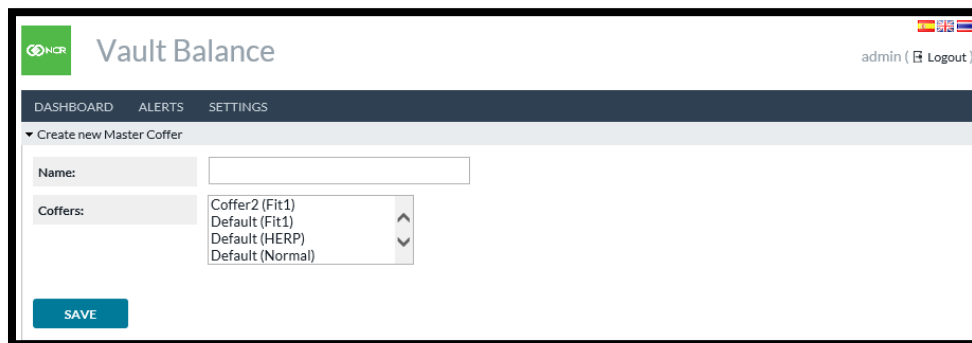 NCR
Vault Balance
admin ( Logout )
DASHBOARD ALERTS SETTINGS
Create new Master Coffer
Name:
Coffers:
Coffer2 (Fit1)
Default (Fit1)
Default (HERP)
Default (Normal)
SAVE